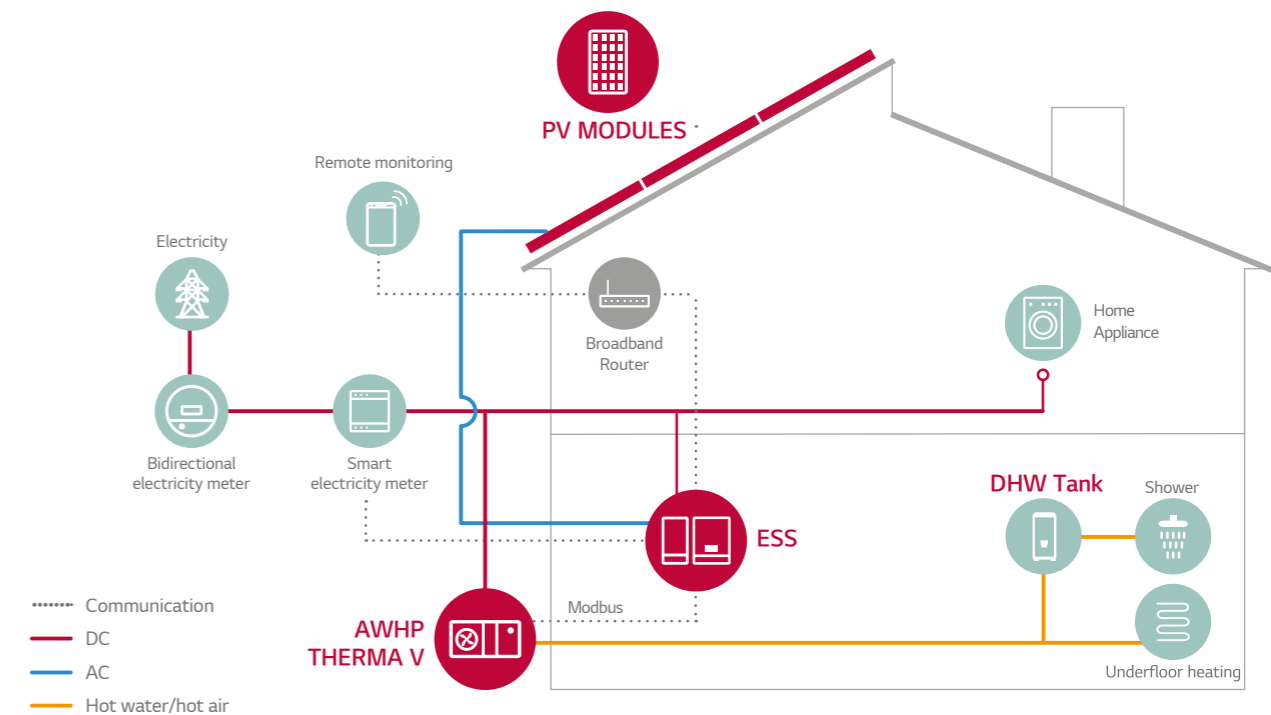 PV MODULES
Remote monitoring
Electricity
Broadband
Router
Home
Appliance
Bidirectional
electricity meter
Smart
electricity meter
DHW Tank
Shower
ESS
Communication
Modbus
DC
AWHP
THERMA V
AC
Underfloor heating
Hot water/hot air